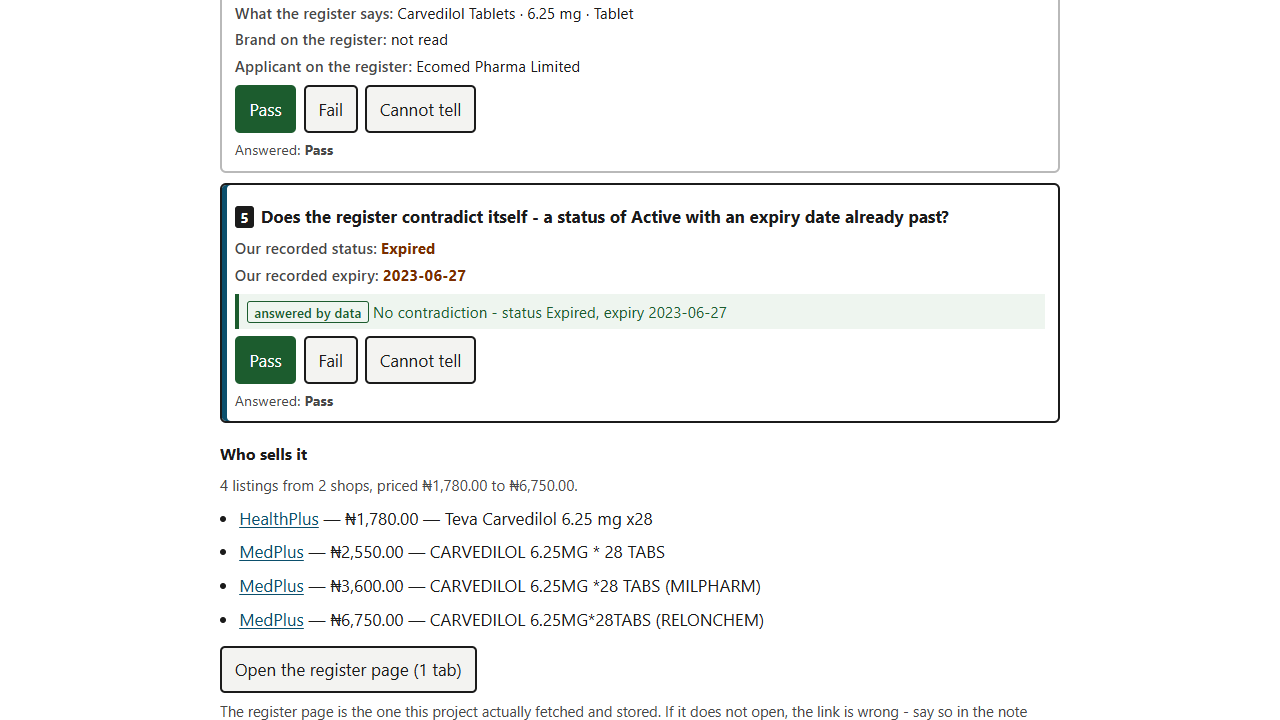 What the register says: Carvedilol Tablets · 6.25 mg · Tablet
Brand on the register: not read
Applicant on the register: Ecomed Pharma Limited
Pass Fail Cannot tell
Answered: Pass
5 Does the register contradict itself - a status of Active with an expiry date already past?
Our recorded status: Expired
Our recorded expiry: 2023-06-27
answered by data No contradiction - status Expired, expiry 2023-06-27
Pass Fail Cannot tell
Answered: Pass
Who sells it
4 listings from 2 shops, priced ₦1,780.00 to ₦6,750.00.
• HealthPlus — ₦1,780.00 — Teva Carvedilol 6.25 mg x28
• MedPlus — ₦2,550.00 — CARVEDILOL 6.25MG * 28 TABS
• MedPlus — ₦3,600.00 — CARVEDILOL 6.25MG *28 TABS (MILPHARM)
• MedPlus — ₦6,750.00 — CARVEDILOL 6.25MG*28TABS (RELONCHEM)
Open the register page (1 tab)
The register page is the one this project actually fetched and stored. If it does not open, the link is wrong - say so in the note